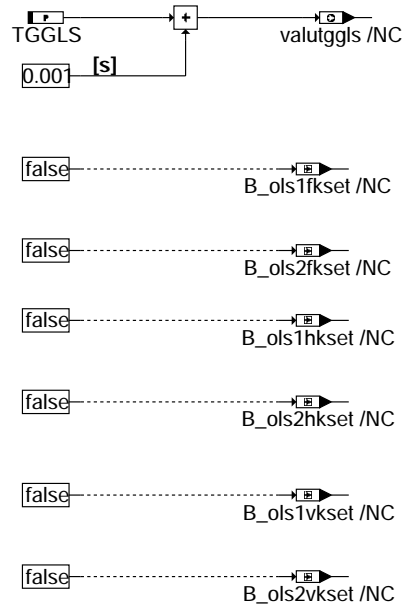 P
TGGLS
+
valutggls /NC
0.001
[s]
false
B_ols1fkset /NC
false
B_ols2fkset /NC
false
B_ols1hkset /NC
false
B_ols2hkset /NC
false
B_ols1vkset /NC
false
B_ols2vkset /NC